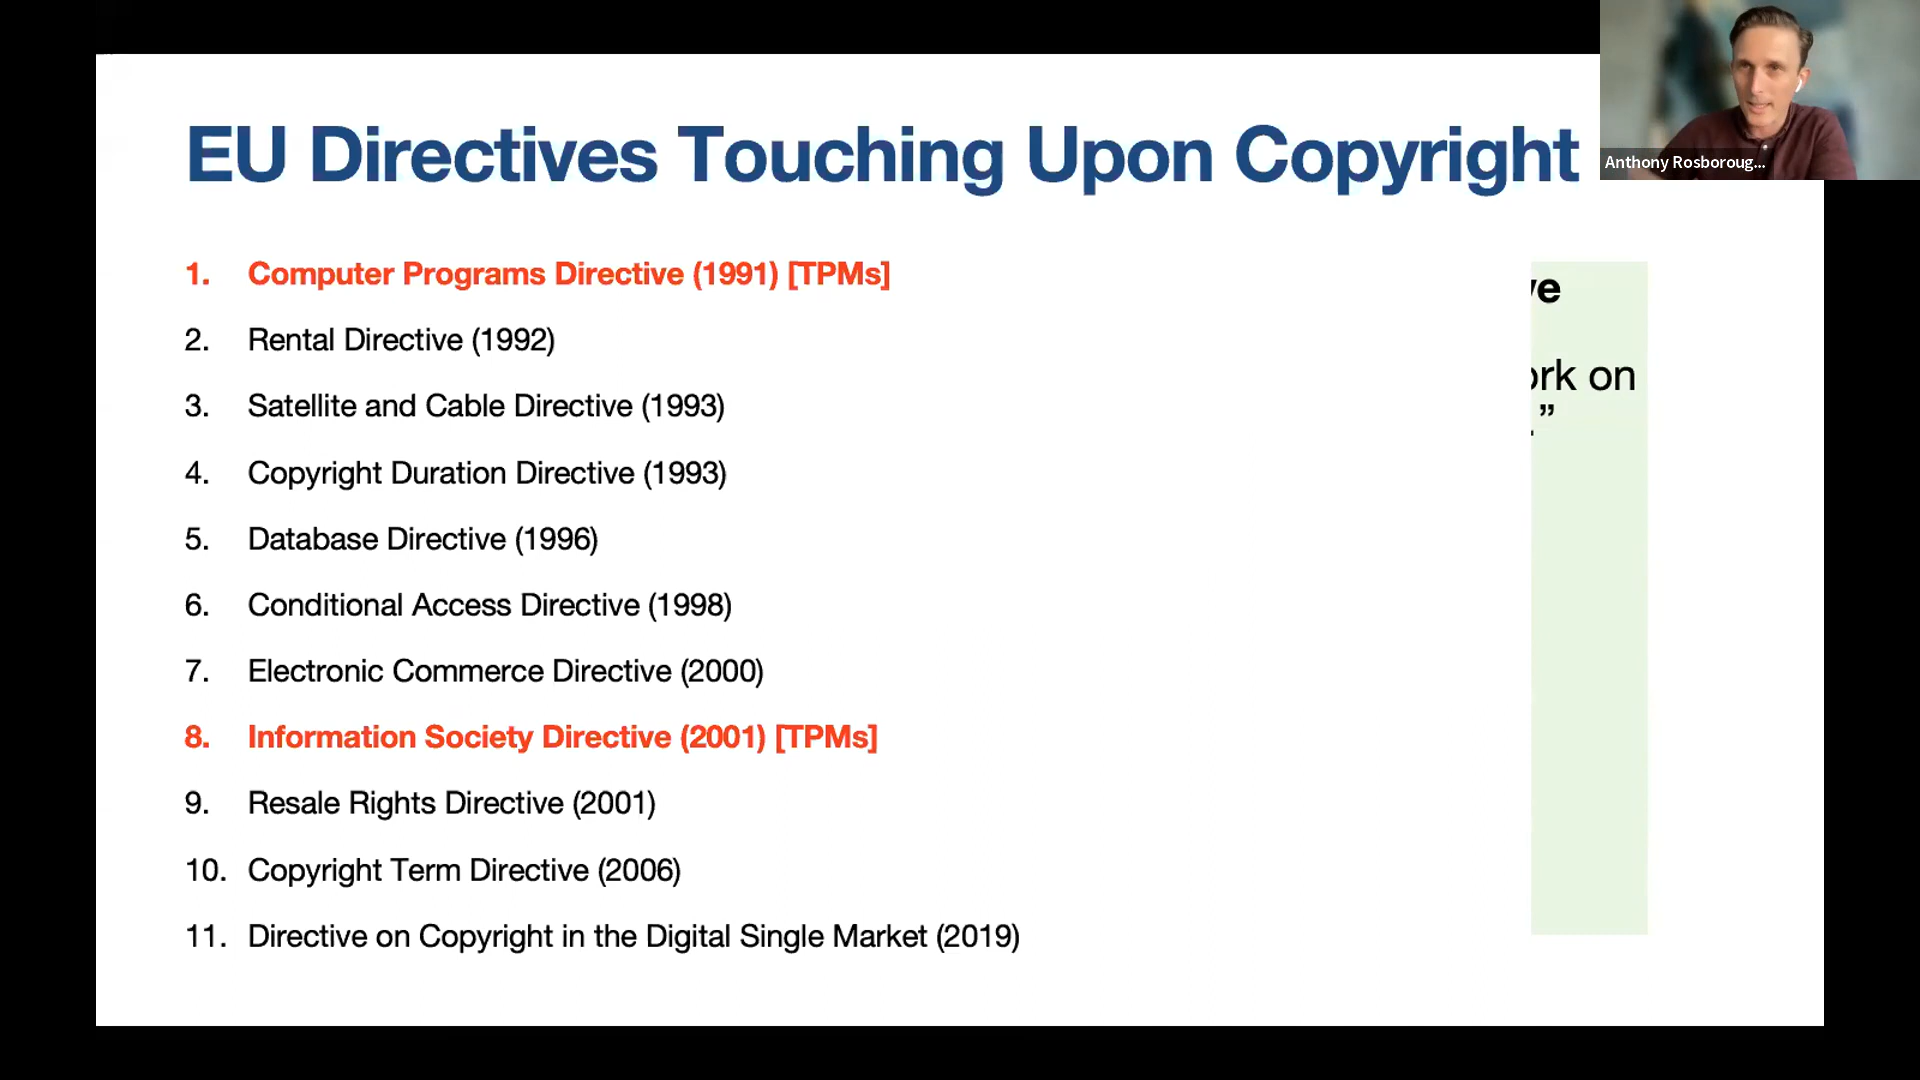 EU Directives Touching Upon Copyright
Anthony Rosboroug...
1. Computer Programs Directive (1991) [TPMs]
2. Rental Directive (1992)
3. Satellite and Cable Directive (1993)
4. Copyright Duration Directive (1993)
5. Database Directive (1996)
6. Conditional Access Directive (1998)
7. Electronic Commerce Directive (2000)
8. Information Society Directive (2001) [TPMs]
9. Resale Rights Directive (2001)
10. Copyright Term Directive (2006)
11. Directive on Copyright in the Digital Single Market (2019)
on